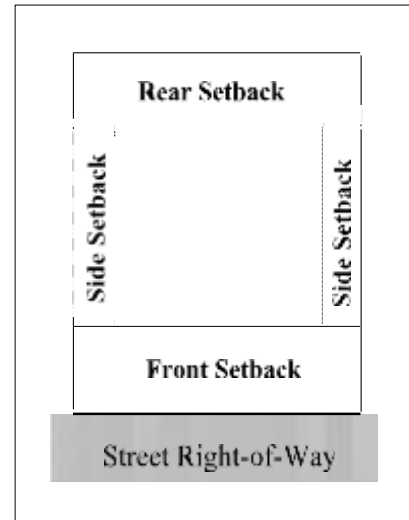 Rear Setback
Side Setback
Side Setback
Front Setback
Street Right-of-Way